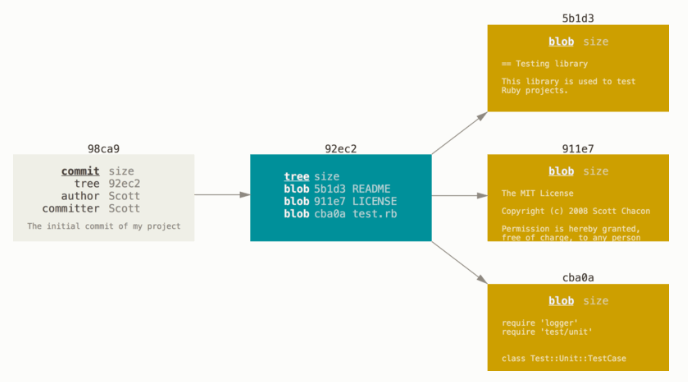 98ca9
commit size
tree 92ec2
author Scott
committer Scott
The initial commit of my project
92ec2
tree size
blob 5b1d3 README
blob 911e7 LICENSE
blob cba0a test.rb
5b1d3
blob size
== Testing library
This library is used to test
Ruby projects.
911e7
blob size
The MIT License
Copyright (c) 2008 Scott Chacon
Permission is hereby granted,
free of charge, to any person
cba0a
blob size
require 'logger'
require 'test/unit'
class Test::Unit::TestCase